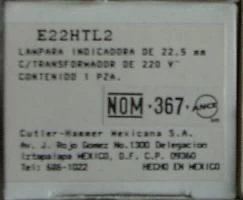 E22HTL2
LAMPARA INDICADORA DE 22.5 mm
C/TRANSFORMADOR DE 220 V~
CONTENIDO 1 PZA.
NOM · 367 · ANCE
Cutler-Hammer Mexicana S.A.
Av. J. Rojo Gomez No.1300 Delegacion
Iztapalapa MEXICO, D.F. C.P. 09360
Tel: 686-1022 HECHO EN MEXICO